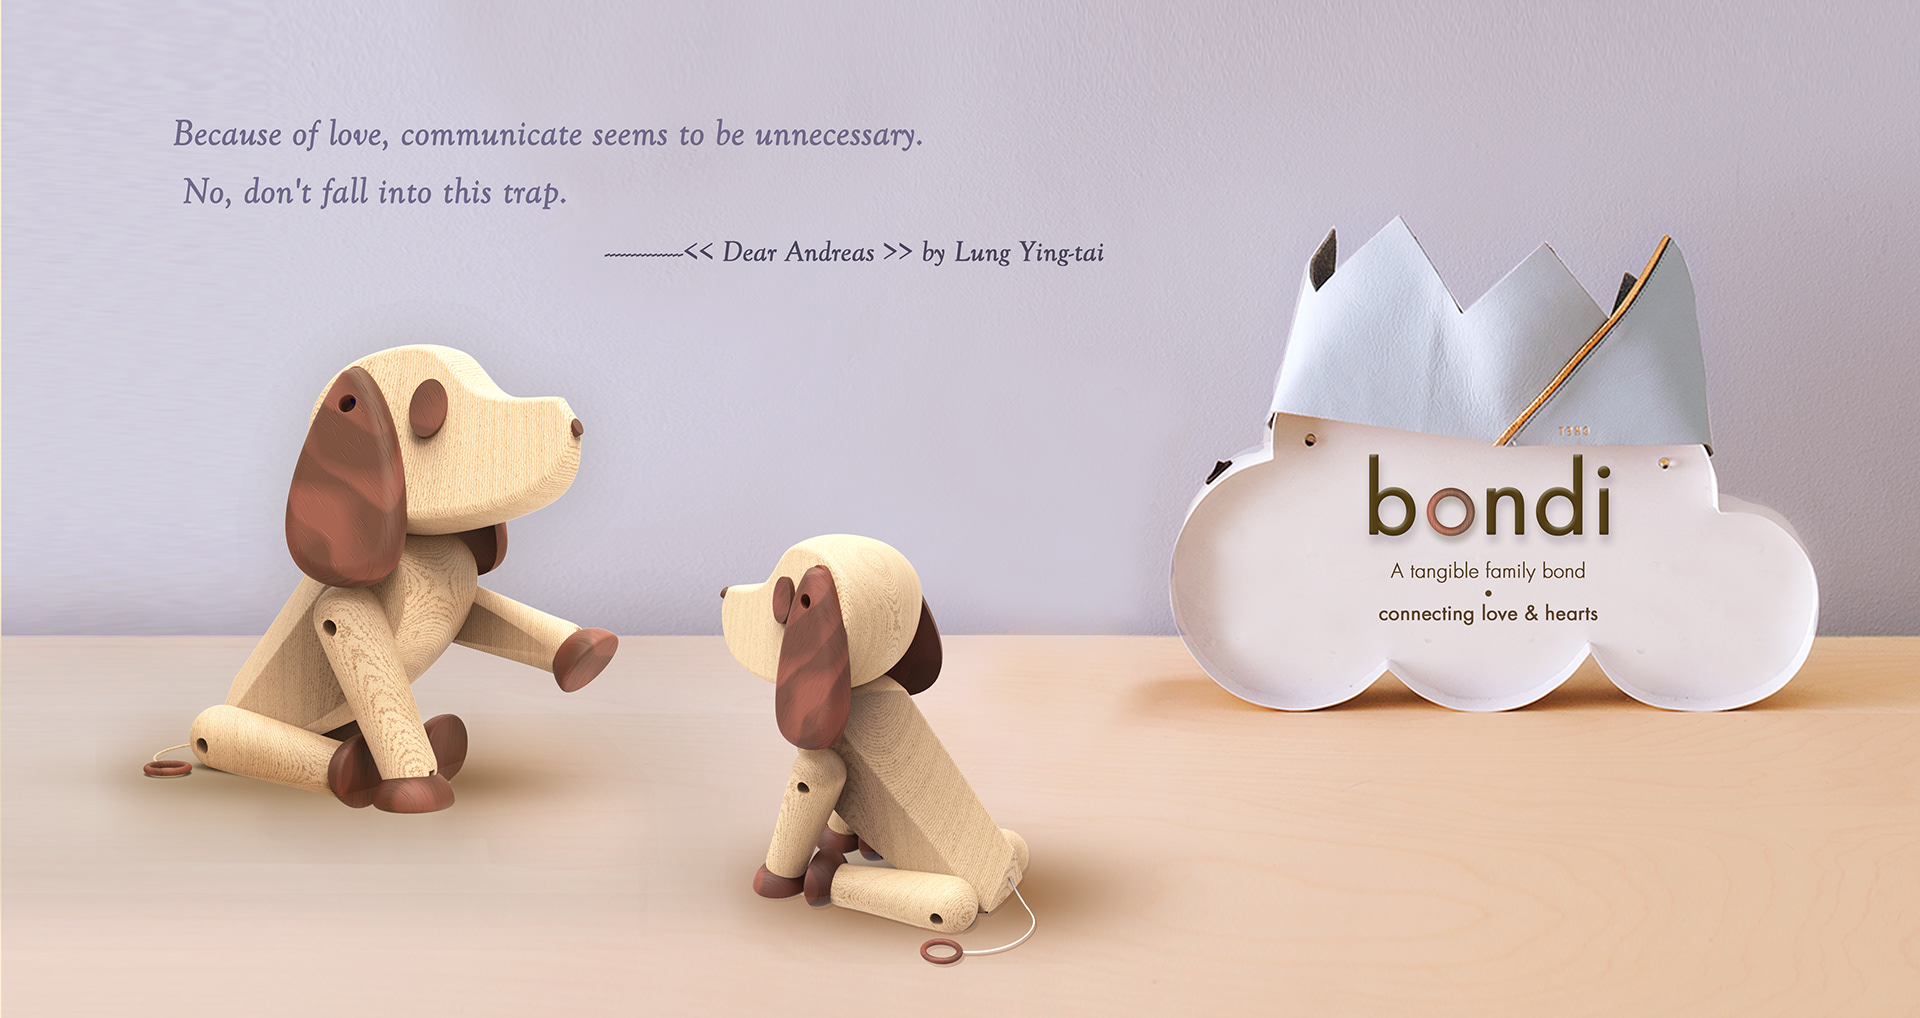 Because of love, communicate seems to be unnecessary.
No, don't fall into this trap.
﹏﹏﹏<< Dear Andreas >> by Lung Ying-tai
bondi
A tangible family bond
•
connecting love & hearts